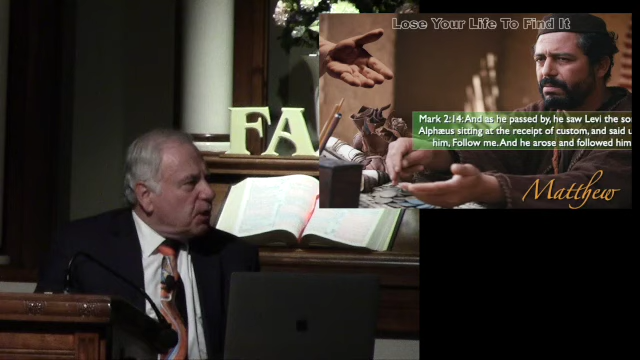 Lose Your Life To Find It
Mark 2:14: And as he passed by, he saw Levi the so
Alphæus sitting at the receipt of custom, and said u
him, Follow me. And he arose and followed him
Matthew
FA